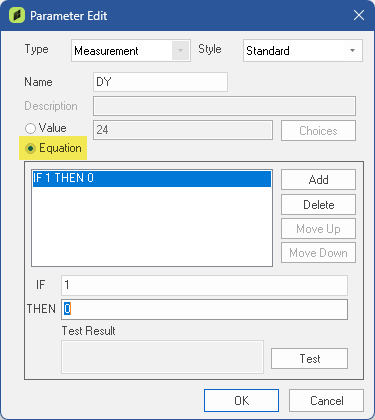 Parameter Edit
Type Measurement Style Standard
Name DY
Description
Value 24 Choices
Equation
IF 1 THEN 0
Add
Delete
Move Up
Move Down
IF 1
THEN 0
Test Result
Test
OK Cancel